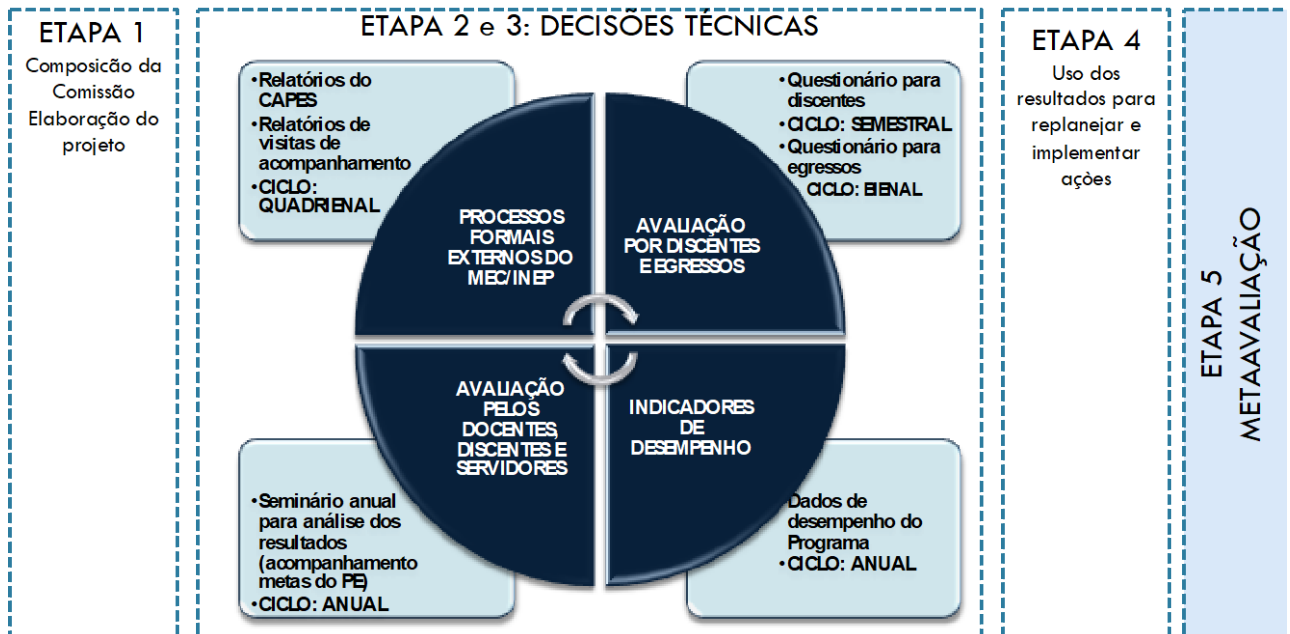 ETAPA 1
Composicão da
Comissão
Elaboração do
projeto
ETAPA 2 e 3: DECISÕES TÉCNICAS
•Relatórios do
CAPES
•Relatórios de
visitas de
acompanhamento
•CICLO:
QUADRIENAL
•Questionário para
discentes
•CICLO: SEMESTRAL
•Questionário para
egressos
CICLO: BIENAL
PROCESSOS
FORMAIS
EXTERNOS DO
MEC/INEP
AVALIAÇÃO
POR DISCENTES
E EGRESSOS
AVALIAÇÃO
PELOS
DOCENTES,
DISCENTES E
SERVIDORES
INDICADORES
DE
DESEMPENHO
•Seminário anual
para análise dos
resultados
(acompanhamento
metas do PE)
•CICLO: ANUAL
•Dados de
desempenho do
Programa
•CICLO: ANUAL
ETAPA 4
Uso dos
resultados para
replanejar e
implementar
açòes
ETAPA 5
METAAVALIAÇÃO